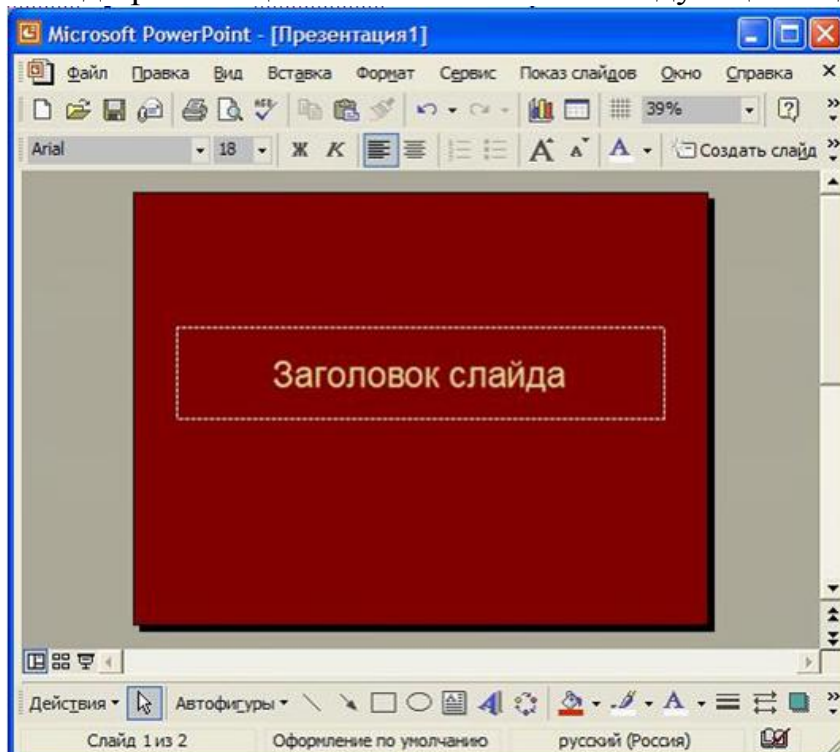 Microsoft PowerPoint - [Презентация1]
Файл Правка Вид Вставка Формат Сервис Показ слайдов Окно Справка
39%
Arial 18 Ж К A A A Создать слайд
Заголовок слайда
Действия Автофигуры A
Слайд 1 из 2 Оформление по умолчанию русский (Россия)